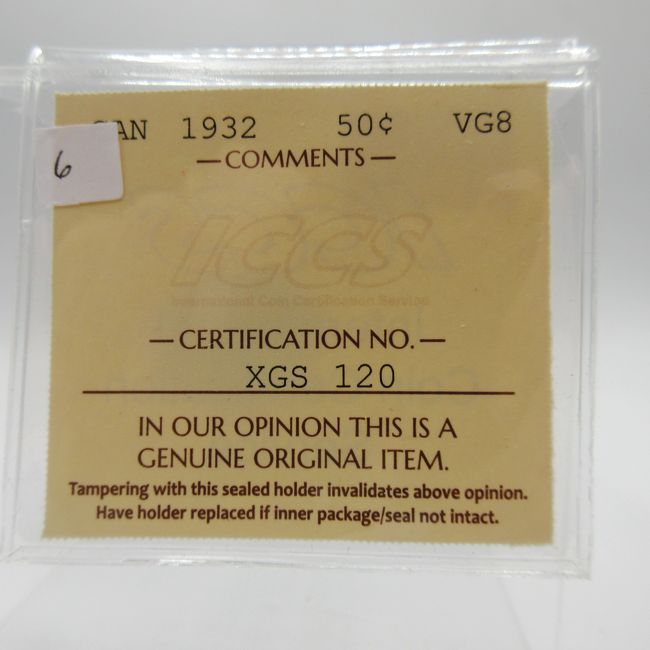 CAN 1932 50¢ VG8
6
— COMMENTS —
ICCS
International Coin Certification Service
— CERTIFICATION NO. —
XGS 120
IN OUR OPINION THIS IS A
GENUINE ORIGINAL ITEM.
Tampering with this sealed holder invalidates above opinion.
Have holder replaced if inner package/seal not intact.